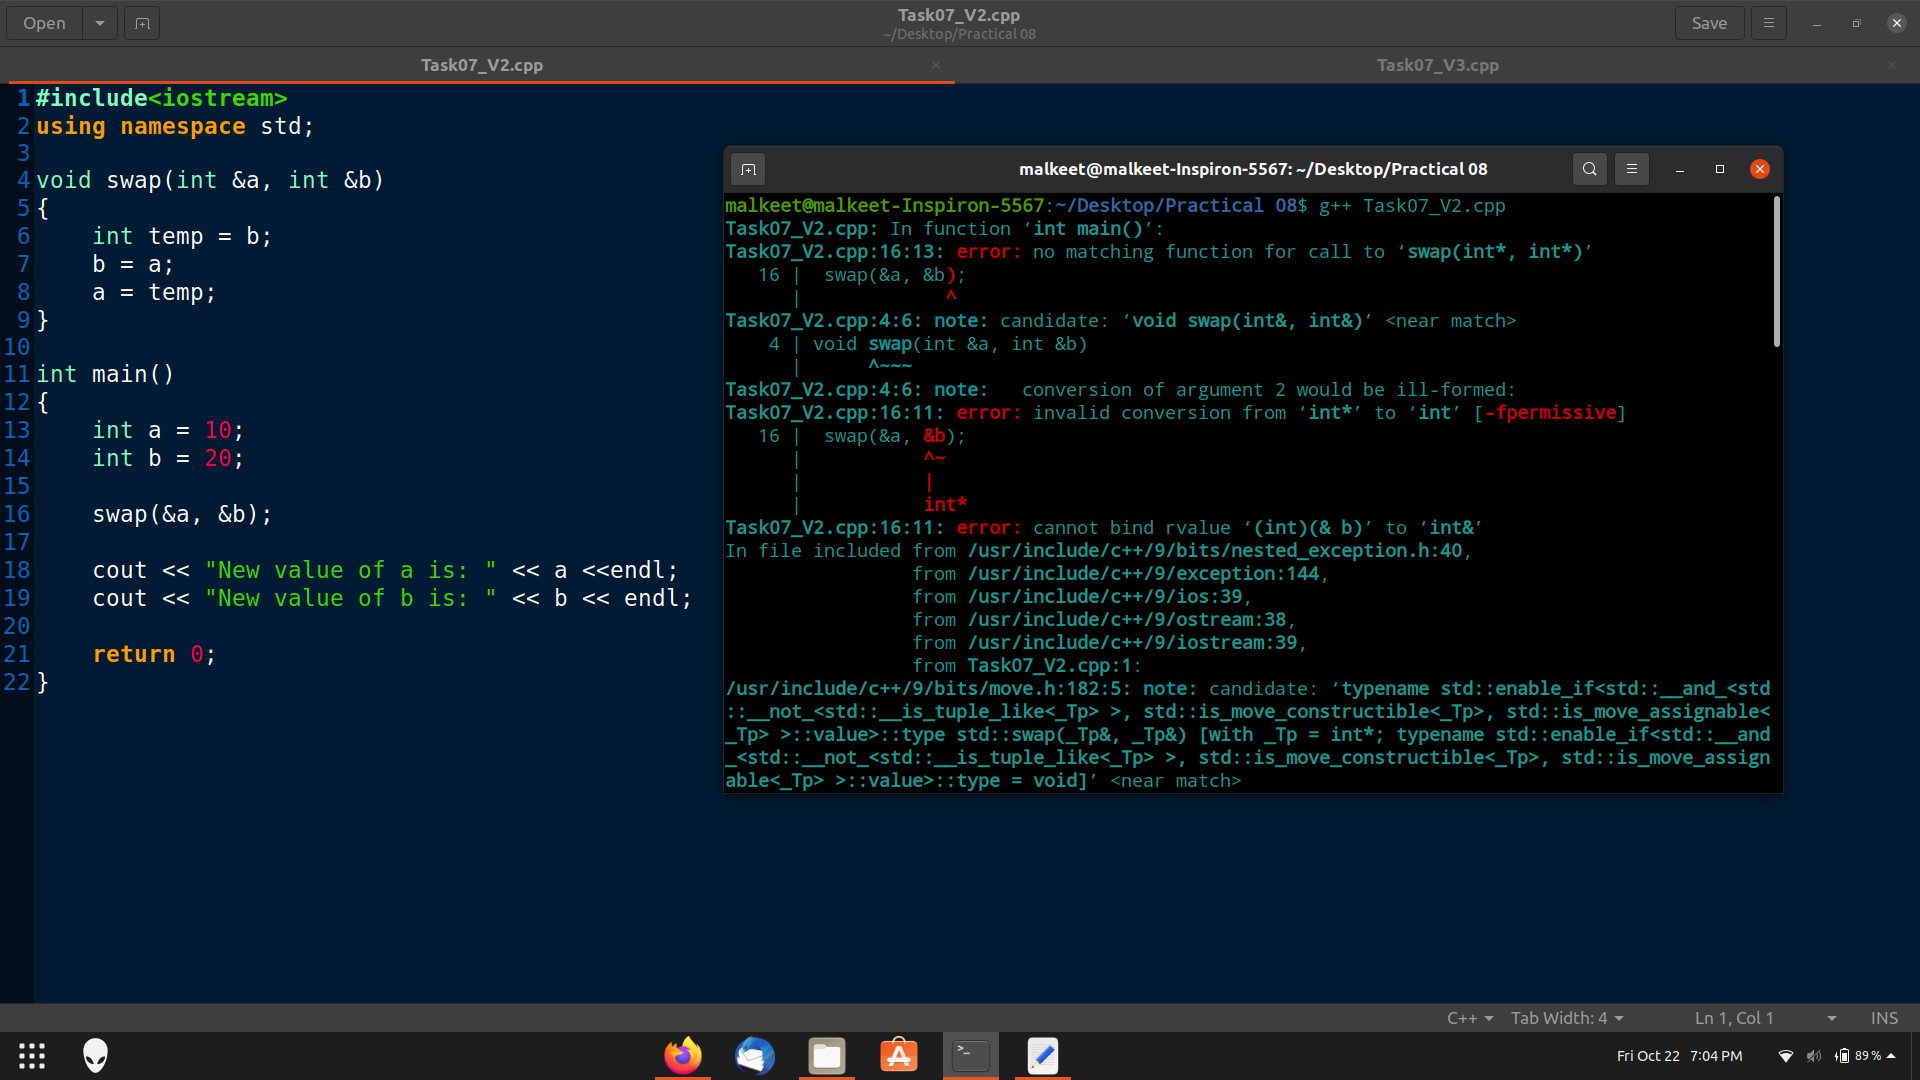 Open
Task07_V2.cpp
~/Desktop/Practical 08
Save
Task07_V2.cpp
Task07_V3.cpp
1 #include<iostream>
2 using namespace std;
3
4 void swap(int &a, int &b)
5 {
6     int temp = b;
7     b = a;
8     a = temp;
9 }
10
11 int main()
12 {
13     int a = 10;
14     int b = 20;
15
16     swap(&a, &b);
17
18     cout << "New value of a is: " << a <<endl;
19     cout << "New value of b is: " << b << endl;
20
21     return 0;
22 }
malkeet@malkeet-Inspiron-5567: ~/Desktop/Practical 08
malkeet@malkeet-Inspiron-5567:~/Desktop/Practical 08$ g++ Task07_V2.cpp
Task07_V2.cpp: In function ‘int main()’:
Task07_V2.cpp:16:13: error: no matching function for call to ‘swap(int*, int*)’
   16 |  swap(&a, &b);
      |             ^
Task07_V2.cpp:4:6: note: candidate: ‘void swap(int&, int&)’ <near match>
    4 | void swap(int &a, int &b)
      |      ^~~~
Task07_V2.cpp:4:6: note:   conversion of argument 2 would be ill-formed:
Task07_V2.cpp:16:11: error: invalid conversion from ‘int*’ to ‘int’ [-fpermissive]
   16 |  swap(&a, &b);
      |           ^~
      |           |
      |           int*
Task07_V2.cpp:16:11: error: cannot bind rvalue ‘(int)(& b)’ to ‘int&’
In file included from /usr/include/c++/9/bits/nested_exception.h:40,
                 from /usr/include/c++/9/exception:144,
                 from /usr/include/c++/9/ios:39,
                 from /usr/include/c++/9/ostream:38,
                 from /usr/include/c++/9/iostream:39,
                 from Task07_V2.cpp:1:
/usr/include/c++/9/bits/move.h:182:5: note: candidate: ‘typename std::enable_if<std::__and_<std
::__not_<std::__is_tuple_like<_Tp> >, std::is_move_constructible<_Tp>, std::is_move_assignable<
_Tp> >::value>::type std::swap(_Tp&, _Tp&) [with _Tp = int*; typename std::enable_if<std::__and
_<std::__not_<std::__is_tuple_like<_Tp> >, std::is_move_constructible<_Tp>, std::is_move_assign
able<_Tp> >::value>::type = void]’ <near match>
C++
Tab Width: 4
Ln 1, Col 1
INS
Fri Oct 22 7:04 PM
89 %